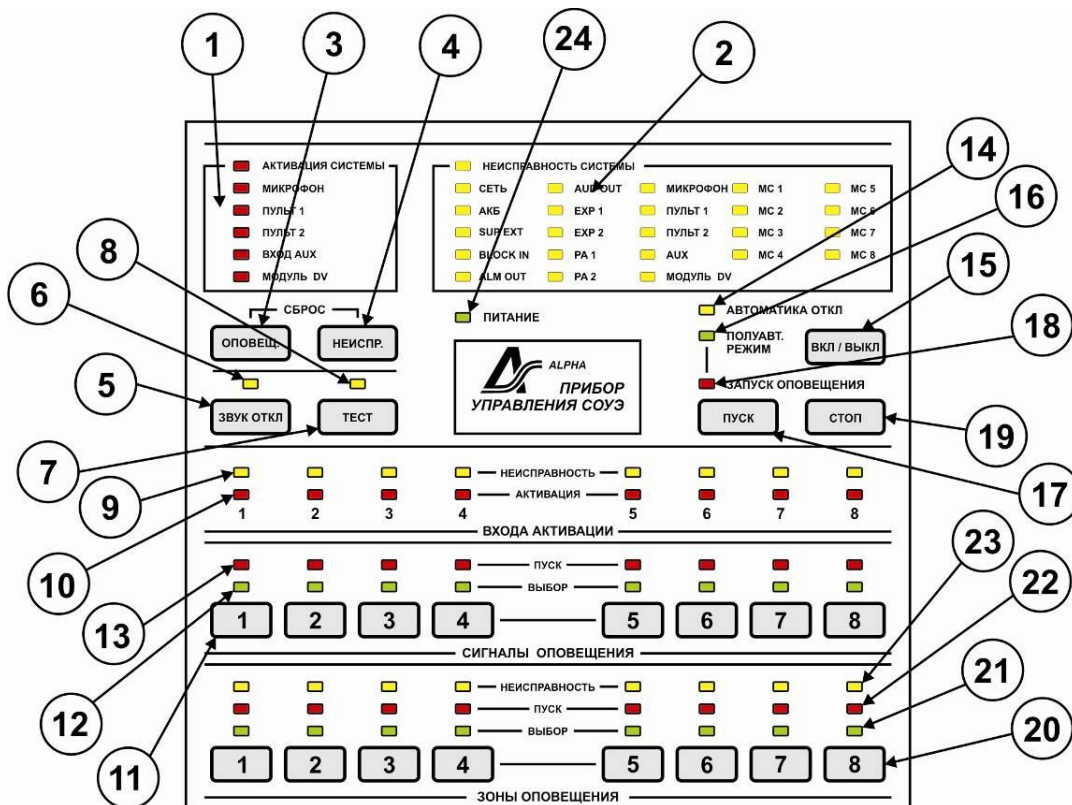 1 3 4 24 2
14
16
15
18
8
6
5
7
9
10
13
12
11
19
17
23
22
21
20
АКТИВАЦИЯ СИСТЕМЫ
МИКРОФОН
ПУЛЬТ 1
ПУЛЬТ 2
ВХОД AUX
МОДУЛЬ DV
НЕИСПРАВНОСТЬ СИСТЕМЫ
СЕТЬ AUD OUT МИКРОФОН МС 1 МС 5
АКБ EXP 1 ПУЛЬТ 1 МС 2 МС 6
SUP EXT EXP 2 ПУЛЬТ 2 МС 3 МС 7
BLOCK IN PA 1 AUX МС 4 МС 8
ALM OUT PA 2 МОДУЛЬ DV
СБРОС
ОПОВЕЩ. НЕИСПР.
ПИТАНИЕ
АВТОМАТИКА ОТКЛ
ПОЛУАВТ.
РЕЖИМ
ВКЛ / ВЫКЛ
ЗВУК ОТКЛ ТЕСТ
ALPHA
ПРИБОР
УПРАВЛЕНИЯ СОУЭ
ЗАПУСК ОПОВЕЩЕНИЯ
ПУСК СТОП
НЕИСПРАВНОСТЬ
АКТИВАЦИЯ
1 2 3 4 5 6 7 8
ВХОДА АКТИВАЦИИ
ПУСК
ВЫБОР
1 2 3 4 5 6 7 8
СИГНАЛЫ ОПОВЕЩЕНИЯ
НЕИСПРАВНОСТЬ
ПУСК
ВЫБОР
1 2 3 4 5 6 7 8
ЗОНЫ ОПОВЕЩЕНИЯ